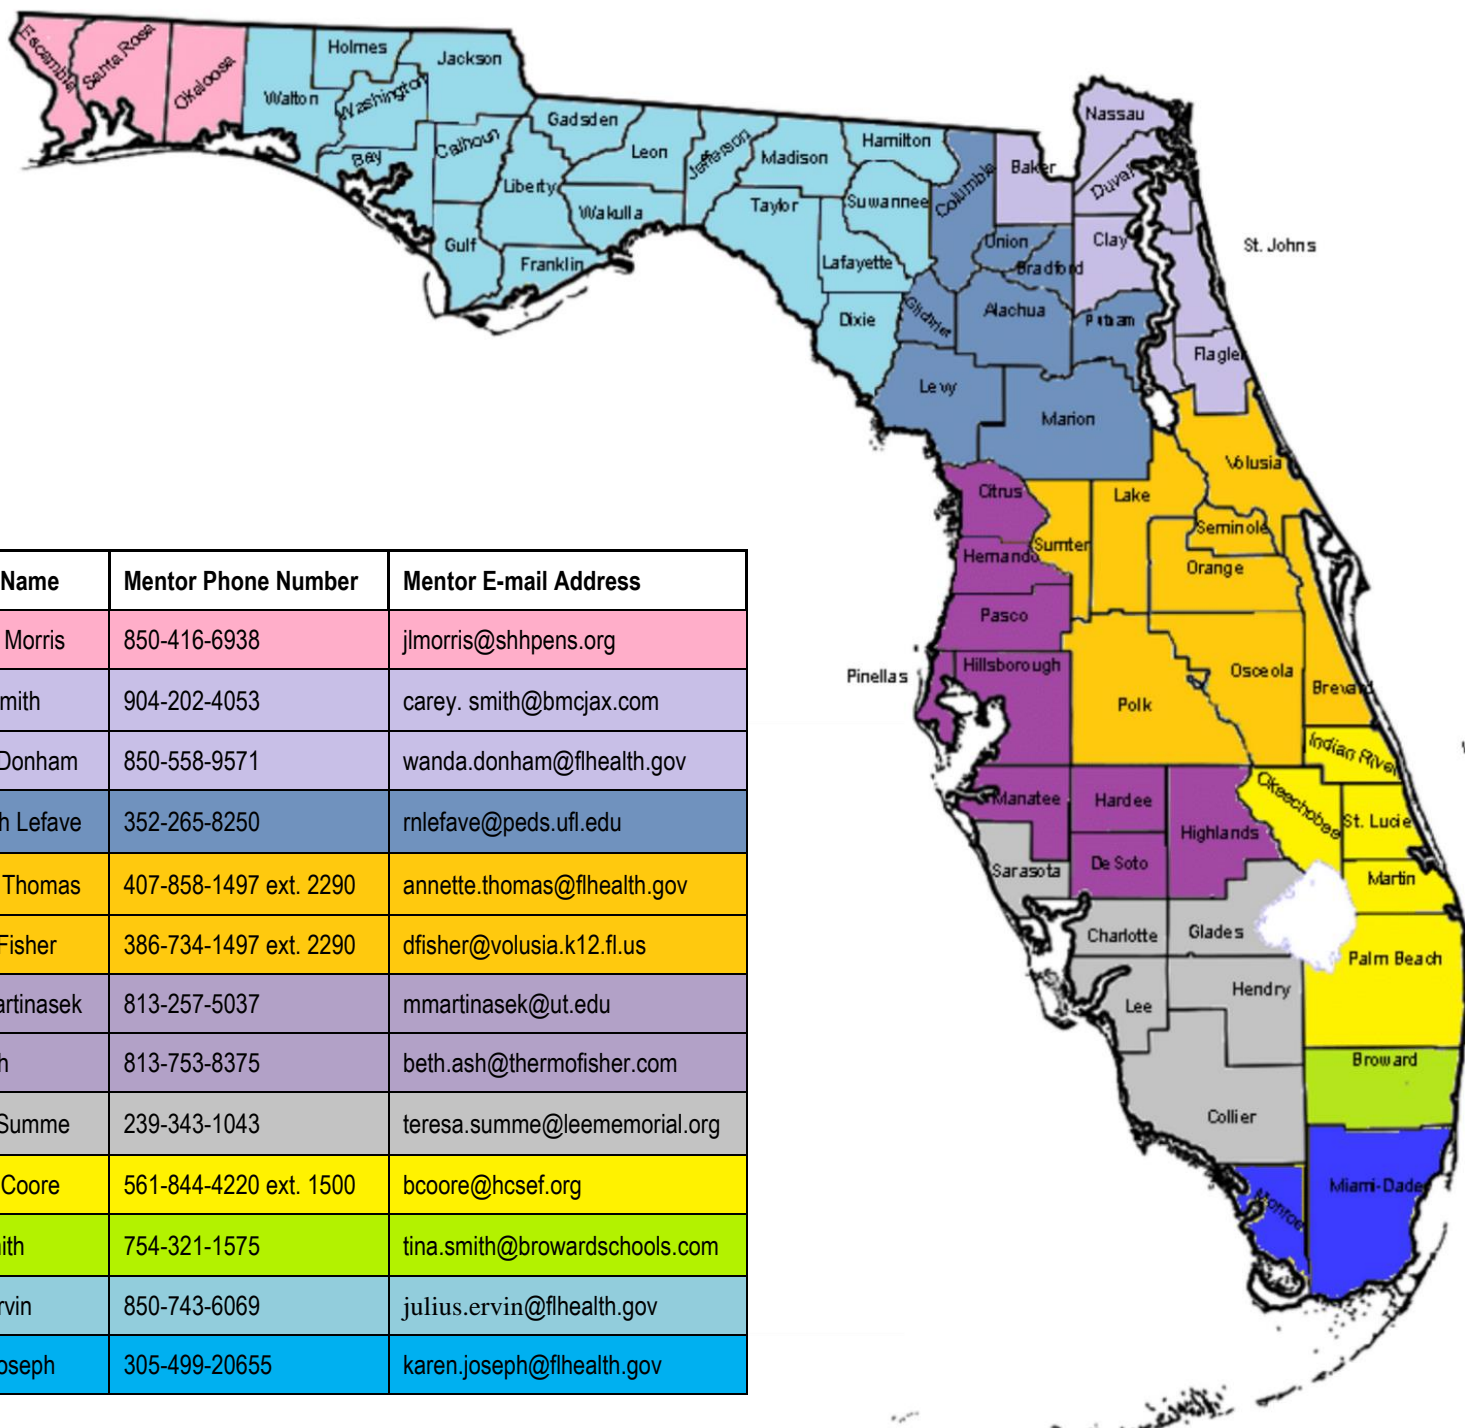 Escambia
Santa Rosa
Okaloosa
Holmes
Jackson
Walton
Washington
Bay
Calhoun
Gadsden
Leon
Jefferson
Madison
Hamilton
Liberty
Wakulla
Taylor
Suwannee
Gulf
Franklin
Lafayette
Dixie
Columbia
Baker
Nassau
Duval
Union
Bradford
Clay
St. Johns
Gilchrist
Alachua
Putnam
Flagler
Levy
Marion
Volusia
Citrus
Lake
Sumter
Seminole
Hernando
Orange
Pasco
Pinellas
Hillsborough
Osceola
Polk
Brevard
Indian River
Manatee
Hardee
Highlands
Okeechobee
St. Lucie
Sarasota
De Soto
Martin
Charlotte
Glades
Palm Beach
Lee
Hendry
Broward
Collier
Monroe
Miami-Dade
Name Mentor Phone Number Mentor E-mail Address
Morris 850-416-6938 jlmorris@shhpens.org
mith 904-202-4053 carey. smith@bmcjax.com
Donham 850-558-9571 wanda.donham@flhealth.gov
h Lefave 352-265-8250 rnlefave@peds.ufl.edu
Thomas 407-858-1497 ext. 2290 annette.thomas@flhealth.gov
Fisher 386-734-1497 ext. 2290 dfisher@volusia.k12.fl.us
artinasek 813-257-5037 mmartinasek@ut.edu
h 813-753-8375 beth.ash@thermofisher.com
Summe 239-343-1043 teresa.summe@leememorial.org
Coore 561-844-4220 ext. 1500 bcoore@hcsef.org
ith 754-321-1575 tina.smith@browardschools.com
rvin 850-743-6069 julius.ervin@flhealth.gov
oseph 305-499-20655 karen.joseph@flhealth.gov